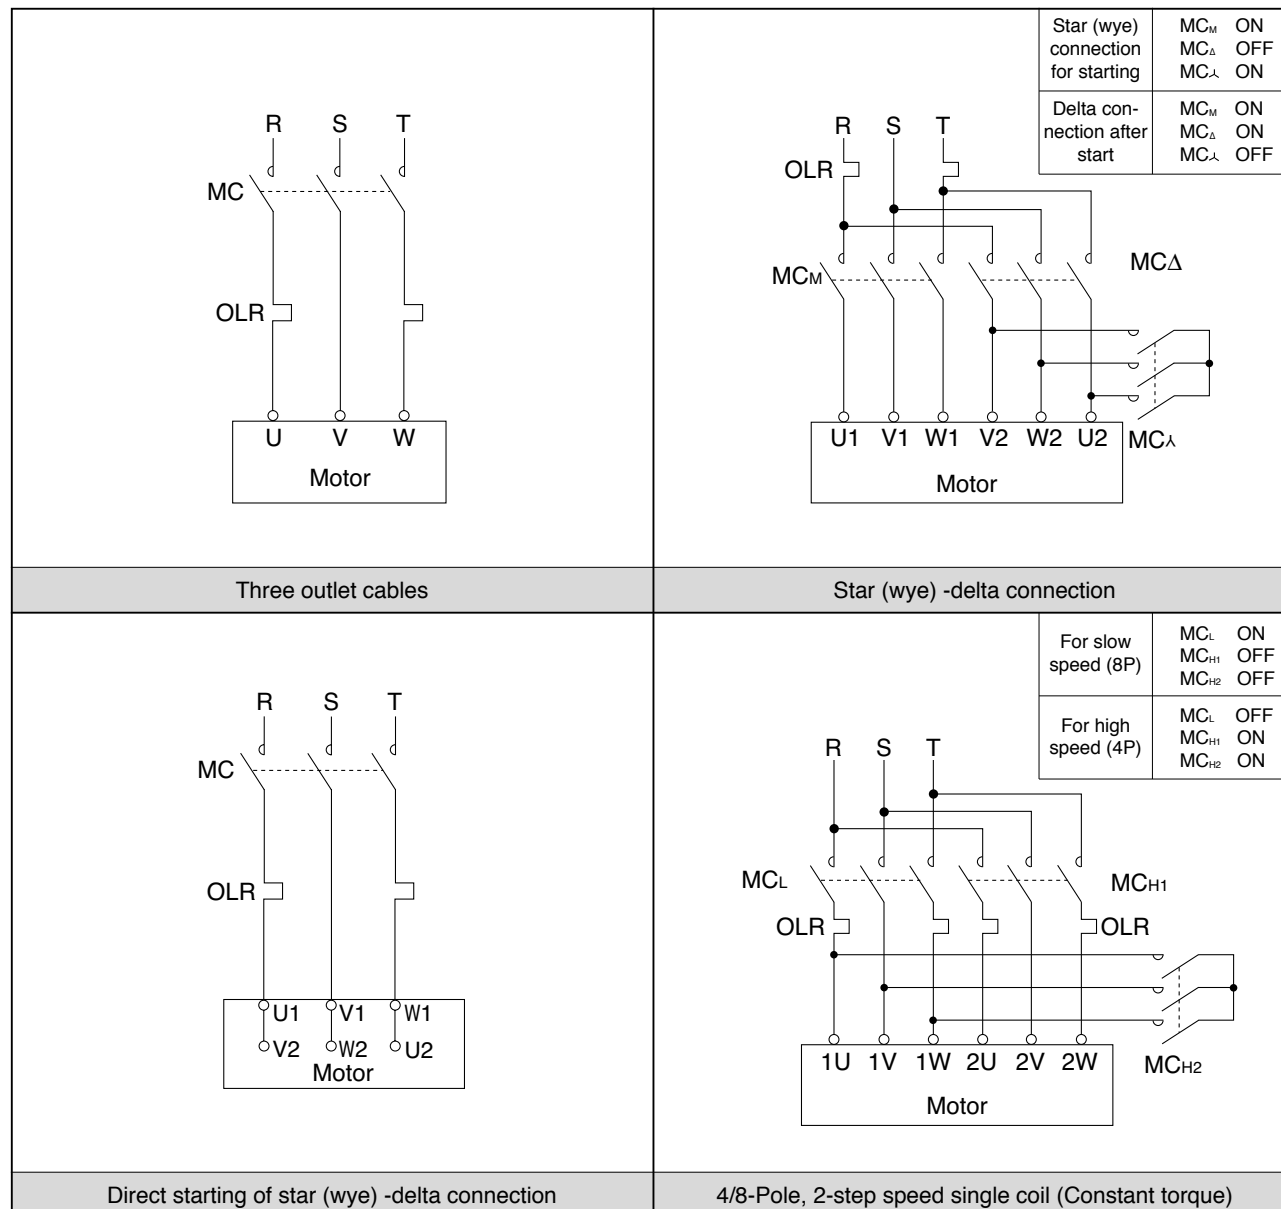 R S T
MC
OLR
U V W
Motor
Three outlet cables
Star (wye)
connection
for starting
MCM ON
MC∆ OFF
MC⅄ ON
Delta con-
nection after
start
MCM ON
MC∆ ON
MC⅄ OFF
R S T
OLR
MCM
MC∆
U1 V1 W1 V2 W2 U2
MC⅄
Motor
Star (wye) -delta connection
R S T
MC
OLR
U1 V1 W1
V2 W2 U2
Motor
Direct starting of star (wye) -delta connection
For slow
speed (8P)
MCL ON
MCH1 OFF
MCH2 OFF
For high
speed (4P)
MCL OFF
MCH1 ON
MCH2 ON
R S T
MCL
MCH1
OLR OLR
1U 1V 1W 2U 2V 2W
MCH2
Motor
4/8-Pole, 2-step speed single coil (Constant torque)